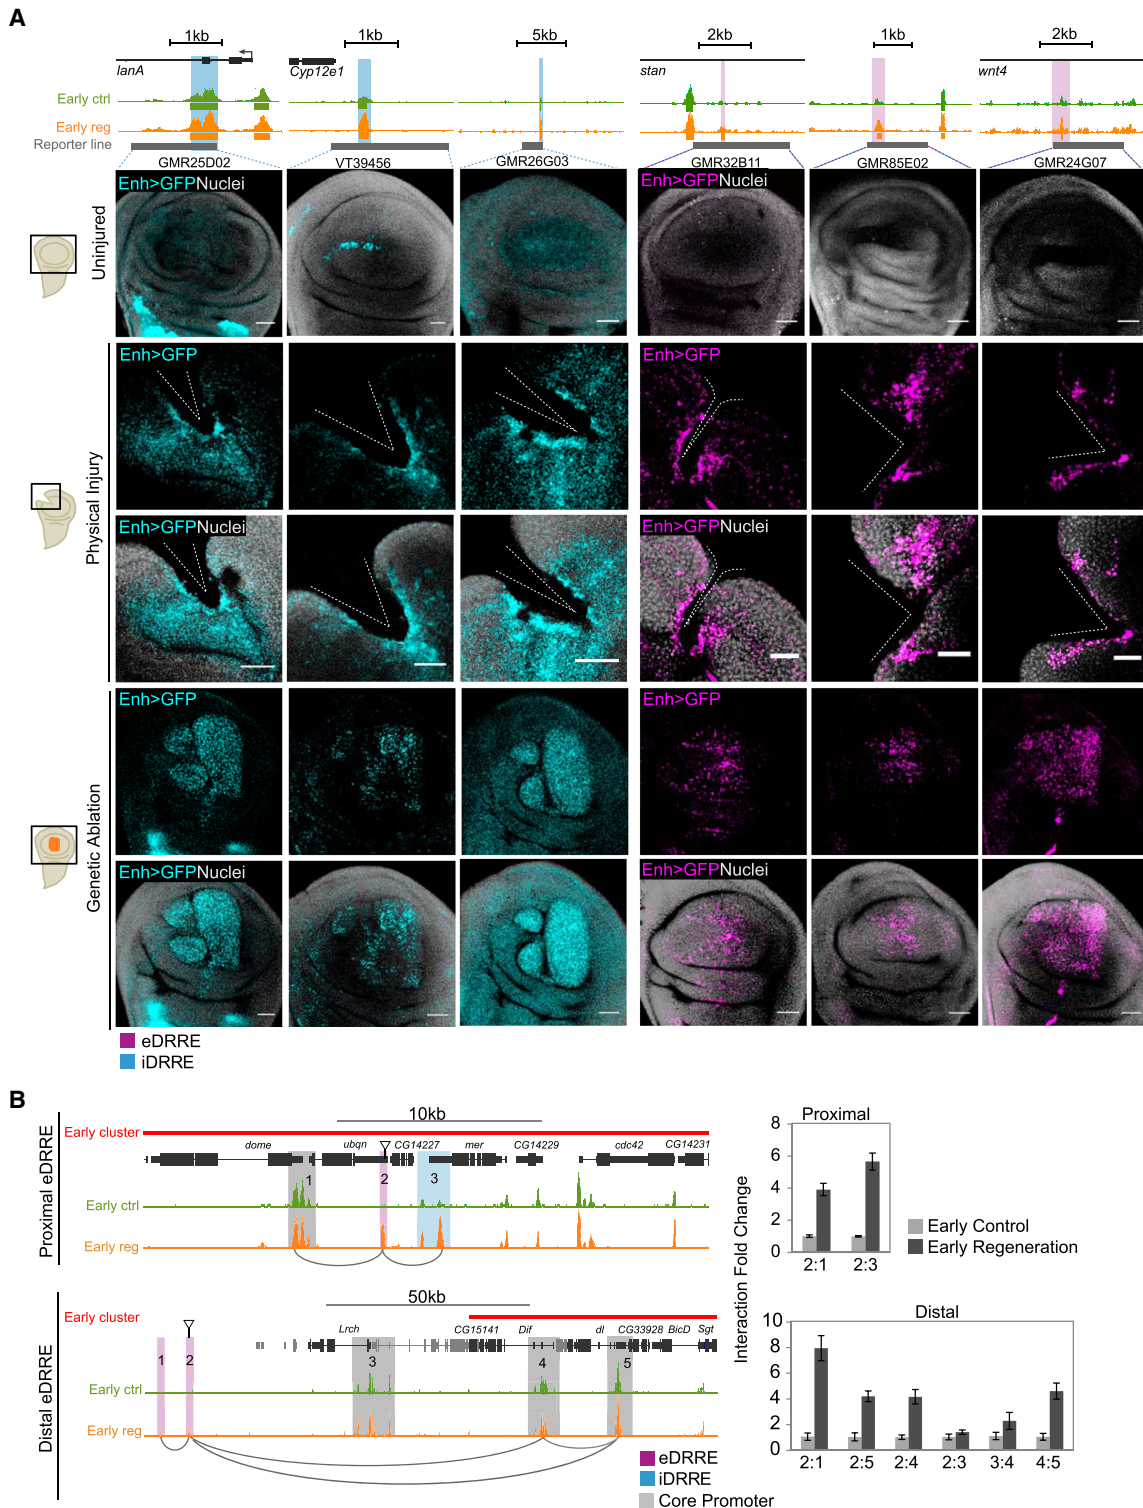 A
1kb 1kb 5kb 2kb 1kb 2kb
lanA Cyp12e1 stan wnt4
Early ctrl
Early reg
Reporter line
GMR25D02 VT39456 GMR26G03 GMR32B11 GMR85E02 GMR24G07
Uninjured
Enh>GFPNuclei Enh>GFPNuclei
Physical Injury
Enh>GFP Enh>GFP
Enh>GFPNuclei Enh>GFPNuclei
Genetic Ablation
Enh>GFP Enh>GFP
Enh>GFPNuclei Enh>GFPNuclei
eDRRE
iDRRE
B
Proximal eDRRE
10kb
Early cluster
dome ubqn CG14227 mer CG14229 cdc42 CG14231
1 2 3
Early ctrl
Early reg
Proximal
8
6
4
2
0
2:1 2:3
Early Control
Early Regeneration
Interaction Fold Change
Distal eDRRE
50kb
Early cluster
Lrch CG15141 Dif dl CG33928 BicD Sgt
1 2 3 4 5
Early ctrl
Early reg
eDRRE
iDRRE
Core Promoter
Distal
10
8
6
4
2
0
2:1 2:5 2:4 2:3 3:4 4:5